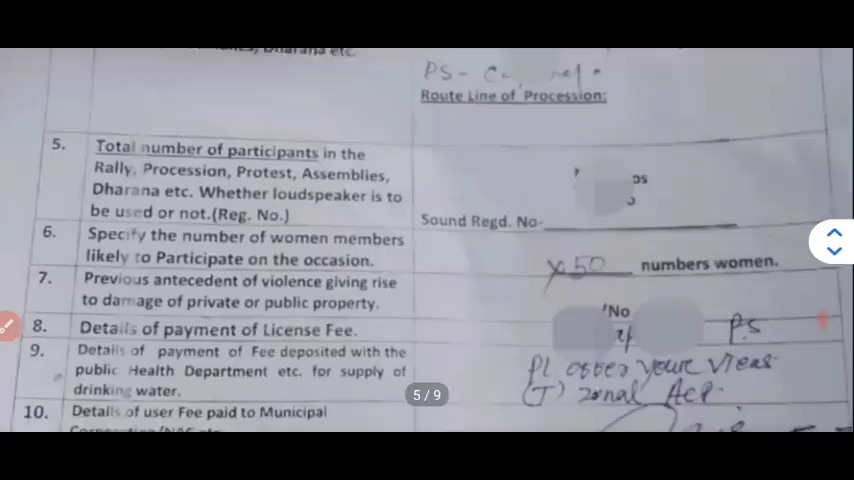 Dharana etc.
PS-
Route Line of Procession:
5. Total number of participants in the
Rally, Procession, Protest, Assemblies,
Dharana etc. Whether loudspeaker is to
be used or not.(Reg. No.)
Sound Regd. No-
6. Specify the number of women members
likely to Participate on the occasion.
50 numbers women.
7. Previous antecedent of violence giving rise
to damage of private or public property.
No
8. Details of payment of License Fee.
P.S
9. Details of payment of Fee deposited with the
public Health Department etc. for supply of
drinking water.
Pl offer your views
(T) zonal ACP.
5 / 9
10. Details of user Fee paid to Municipal